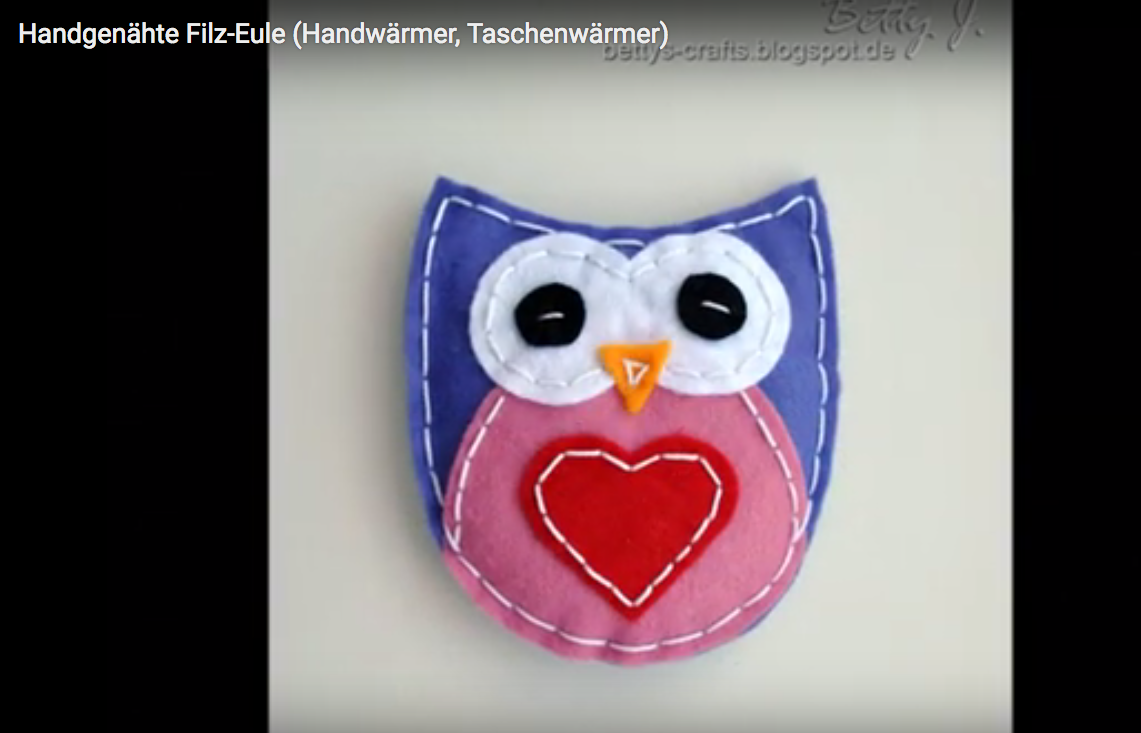 Handgenähte Filz-Eule (Handwärmer, Taschenwärmer)
Betty J.
bettys-crafts.blogspot.de